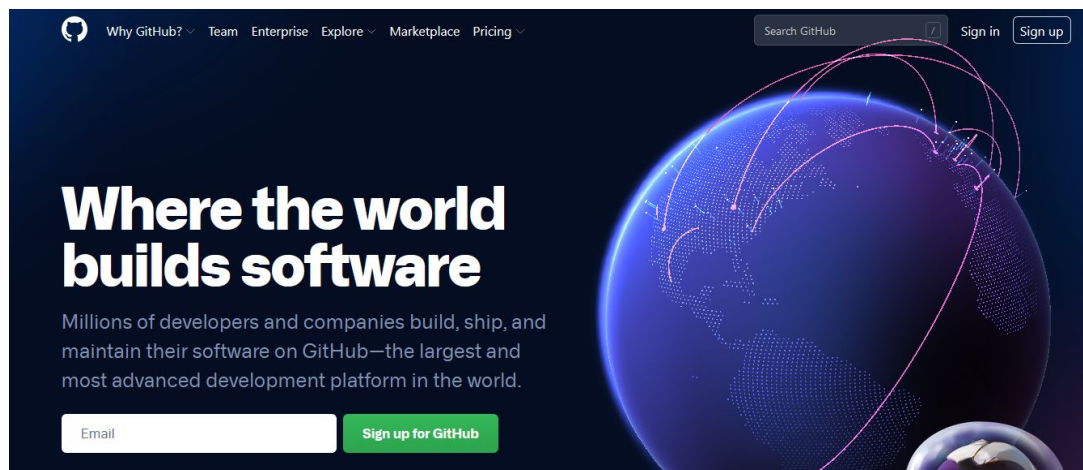 Why GitHub? Team Enterprise Explore Marketplace Pricing Search GitHub / Sign in Sign up
Where the world
builds software
Millions of developers and companies build, ship, and
maintain their software on GitHub—the largest and
most advanced development platform in the world.
Email Sign up for GitHub